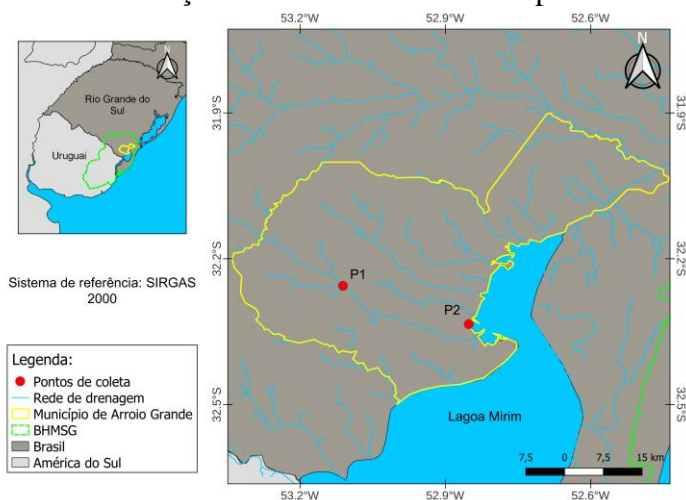 53.2°W 52.9°W 52.6°W
N
N
Rio Grande do
Sul
Uruguai
31.9°S
31.9°S
32.2°S
32.2°S
32.5°S
32.5°S
P1
P2
Sistema de referência: SIRGAS
2000
Legenda:
Pontos de coleta
Rede de drenagem
Município de Arroio Grande
BHMSG
Brasil
América do Sul
Lagoa Mirim
7,5 0 7,5 15 km
53.2°W 52.9°W 52.6°W